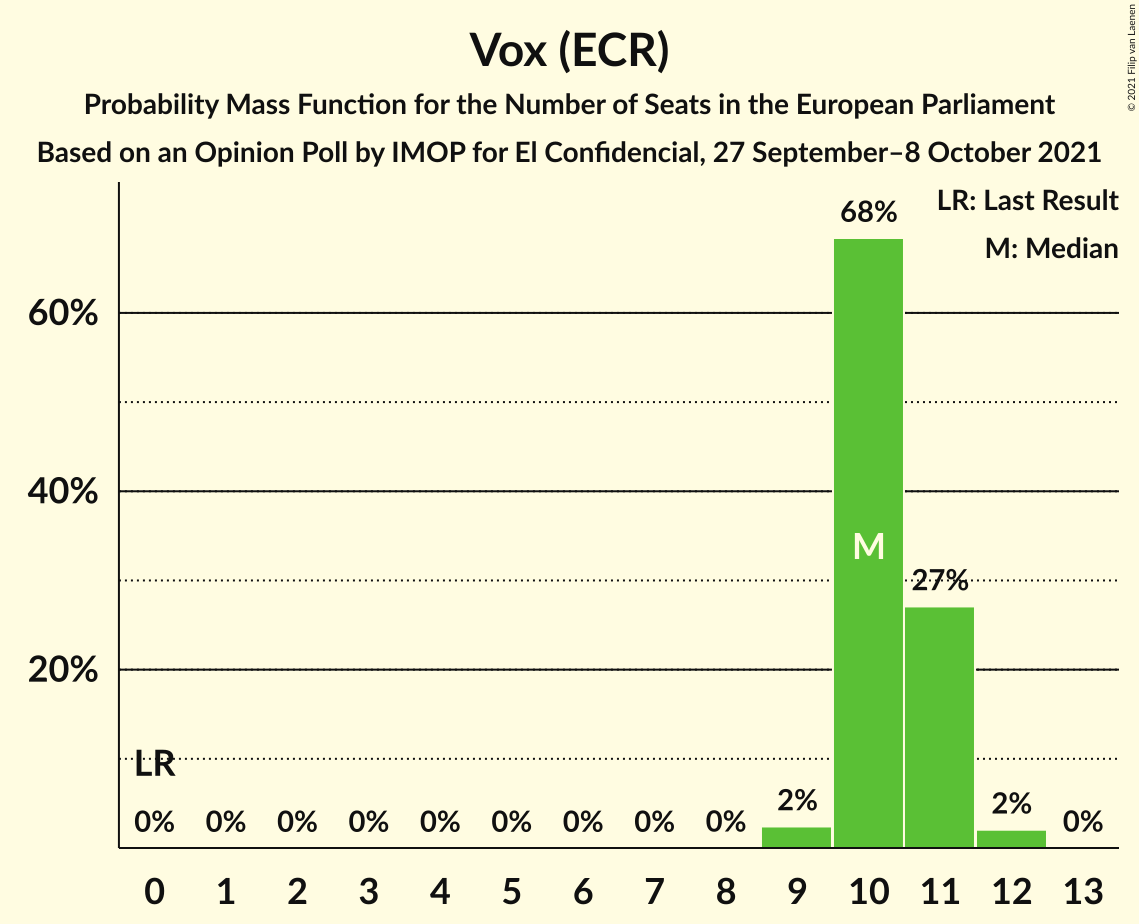 Vox (ECR)
Probability Mass Function for the Number of Seats in the European Parliament
Based on an Opinion Poll by IMOP for El Confidencial, 27 September–8 October 2021
© 2021 Filip van Laenen
LR: Last Result
M: Median
68%
60%
40%
M
27%
20%
LR
0% 0% 0% 0% 0% 0% 0% 0% 0% 2% 2% 0%
0 1 2 3 4 5 6 7 8 9 10 11 12 13